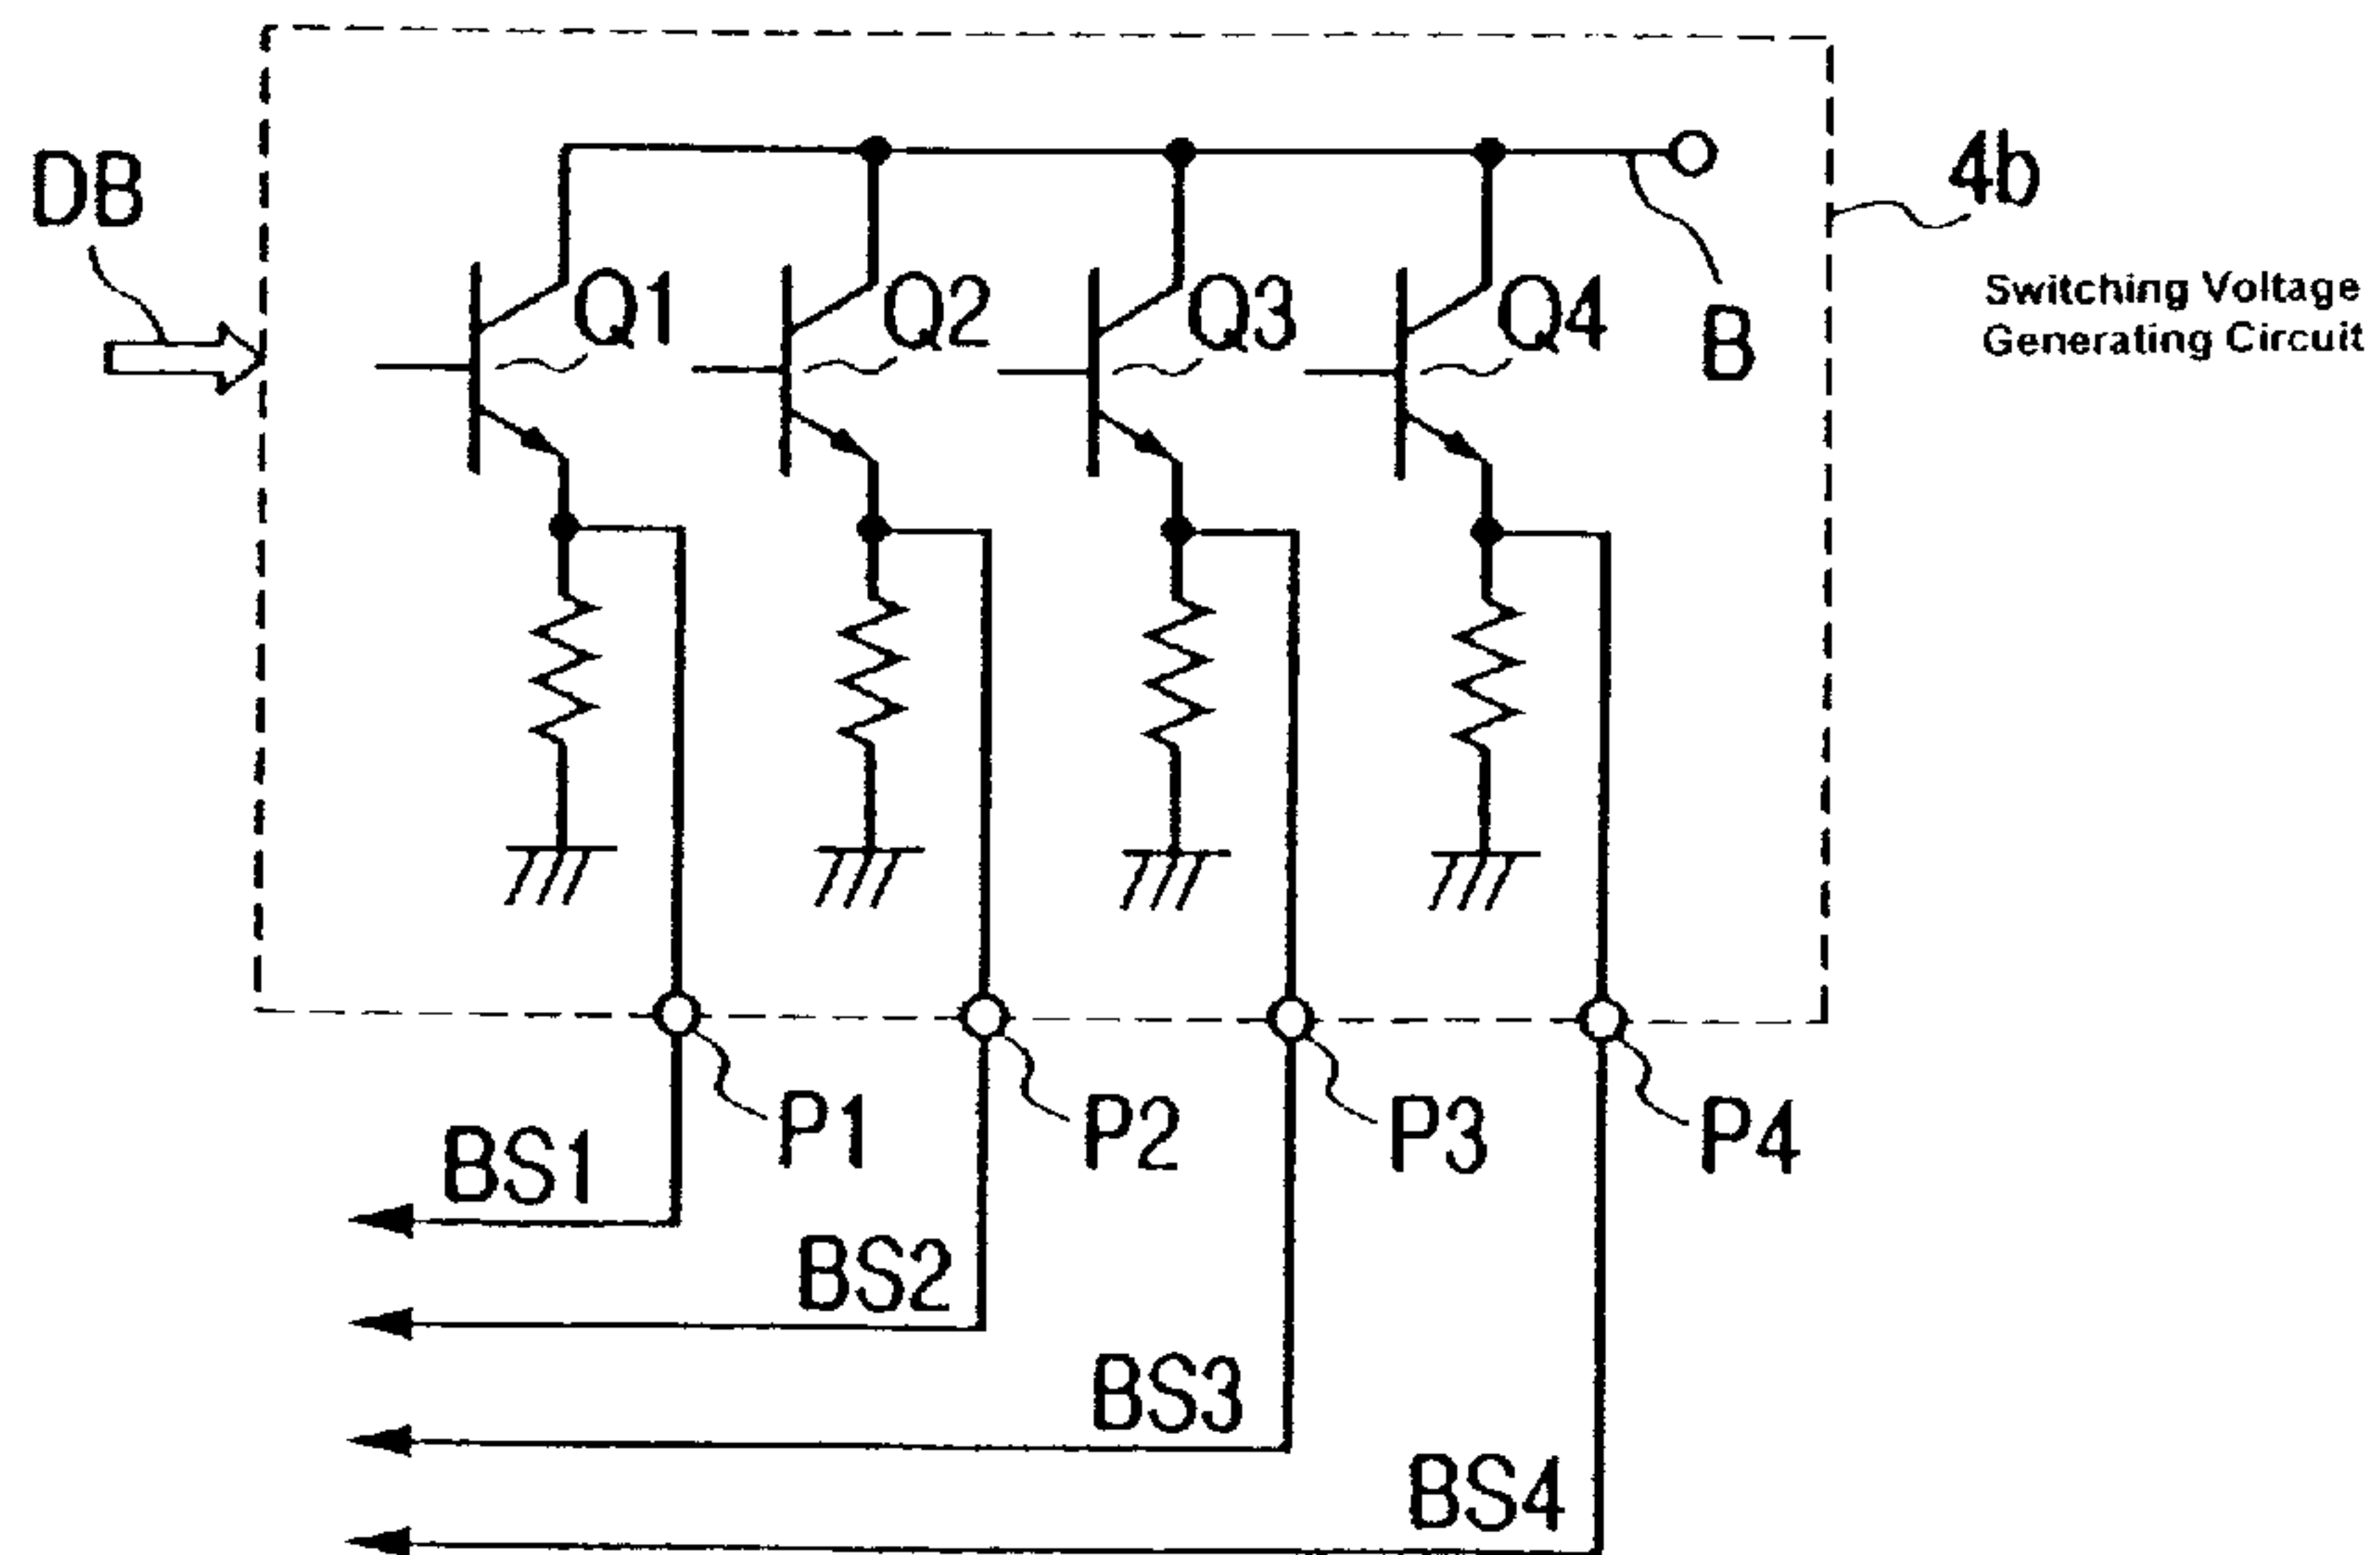 DB
4b
Switching Voltage
Generating Circuit
Q1
Q2
Q3
Q4
B
P1
P2
P3
P4
BS1
BS2
BS3
BS4